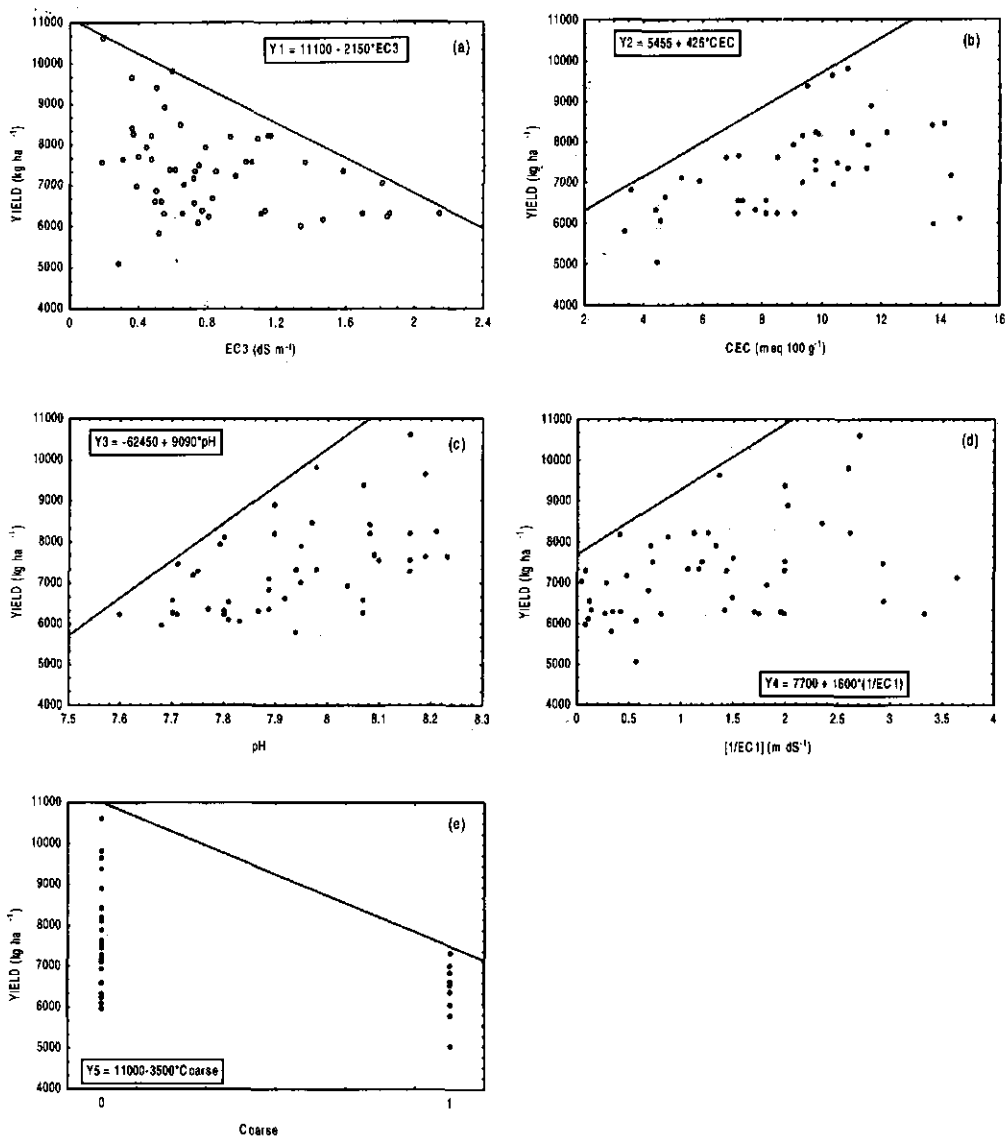 Y1 = 11100 - 2150*EC3
(a)
11000
10000
9000
8000
7000
6000
5000
4000
YIELD (kg ha ⁻¹)
0 0.4 0.8 1.2 1.6 2 2.4
EC3 (dS m⁻¹)
Y2 = 5455 + 425*CEC
(b)
11000
10000
9000
8000
7000
6000
5000
4000
YIELD (kg ha ⁻¹)
2 4 6 8 10 12 14 16
CEC (meq 100 g⁻¹)
Y3 = -62450 + 9090*pH
(c)
11000
10000
9000
8000
7000
6000
5000
4000
YIELD (kg ha ⁻¹)
7.5 7.6 7.7 7.8 7.9 8 8.1 8.2 8.3
pH
(d)
11000
10000
9000
8000
7000
6000
5000
4000
YIELD (kg ha ⁻¹)
Y4 = 7700 + 1600*(1/EC1)
0 0.5 1 1.5 2 2.5 3 3.5 4
[1/EC1] (m dS⁻¹)
(e)
11000
10000
9000
8000
7000
6000
5000
4000
YIELD (kg ha ⁻¹)
Y5 = 11000-3500*Coarse
0 1
Coarse